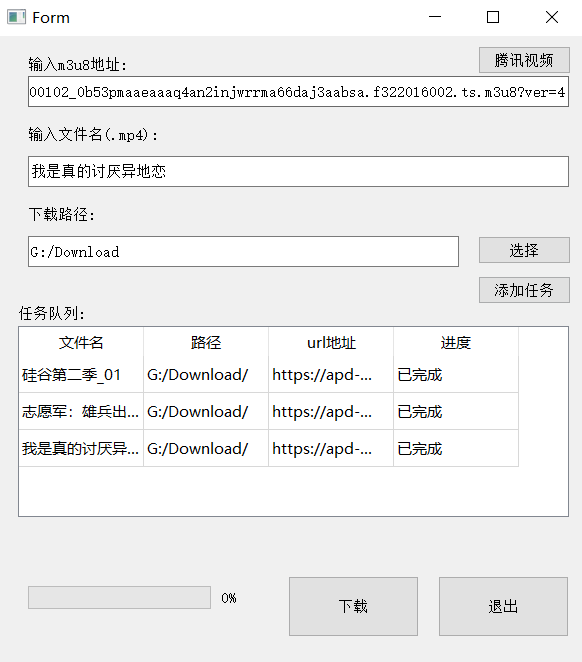 Form
输入m3u8地址:
腾讯视频
00102_0b53pmaaeaaaq4an2injwrrma66daj3aabsa.f322016002.ts.m3u8?ver=4
输入文件名(.mp4):
我是真的讨厌异地恋
下载路径:
G:/Download
选择
添加任务
任务队列:
文件名 路径 url地址 进度
硅谷第二季_01 G:/Download/ https://apd-... 已完成
志愿军：雄兵出... G:/Download/ https://apd-... 已完成
我是真的讨厌异... G:/Download/ https://apd-... 已完成
0%
下载
退出